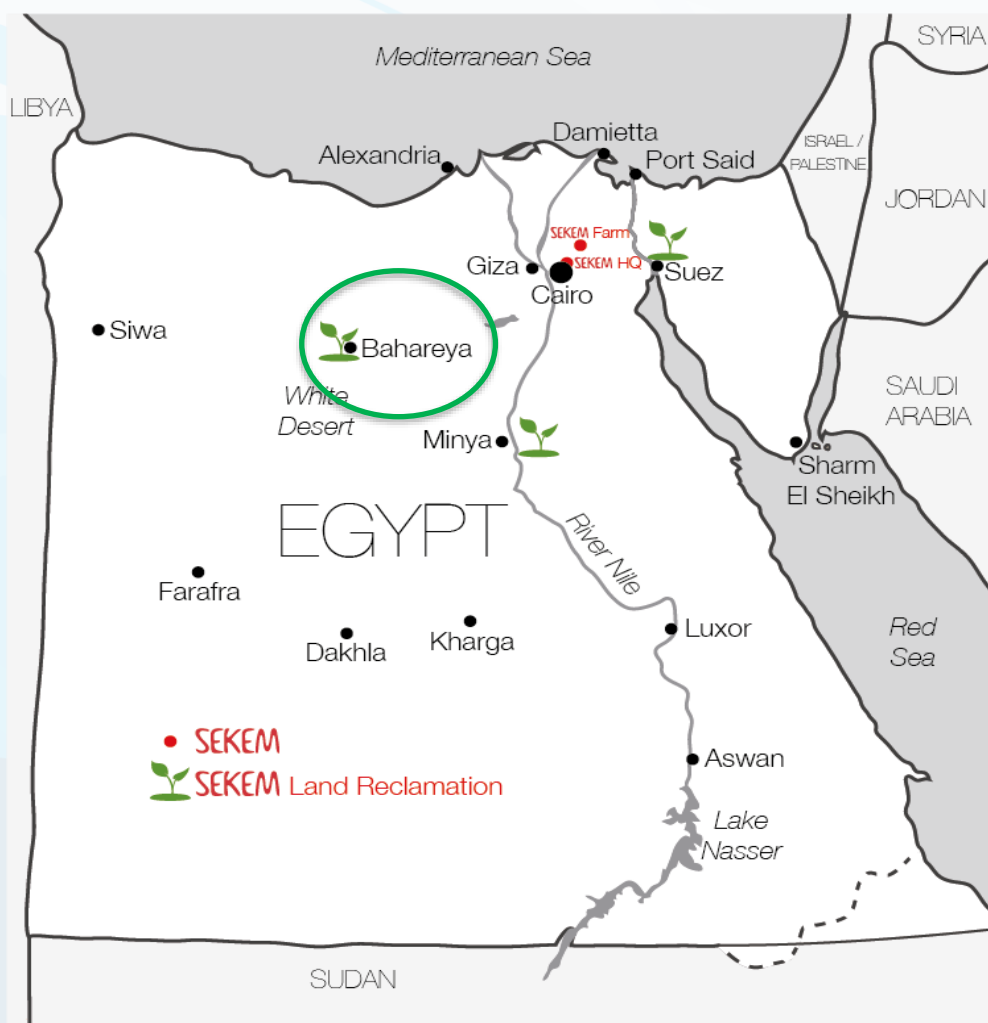 SYRIA
Mediterranean Sea
LIBYA
Damietta
ISRAEL /
PALESTINE
Alexandria
Port Said
JORDAN
SEKEM Farm
SEKEM HQ
Giza
Suez
Cairo
Siwa
Bahareya
White
Desert
SAUDI
ARABIA
Minya
Sharm
El Sheikh
EGYPT
River Nile
Farafra
Dakhla
Kharga
Luxor
Red
Sea
SEKEM
SEKEM Land Reclamation
Aswan
Lake
Nasser
SUDAN